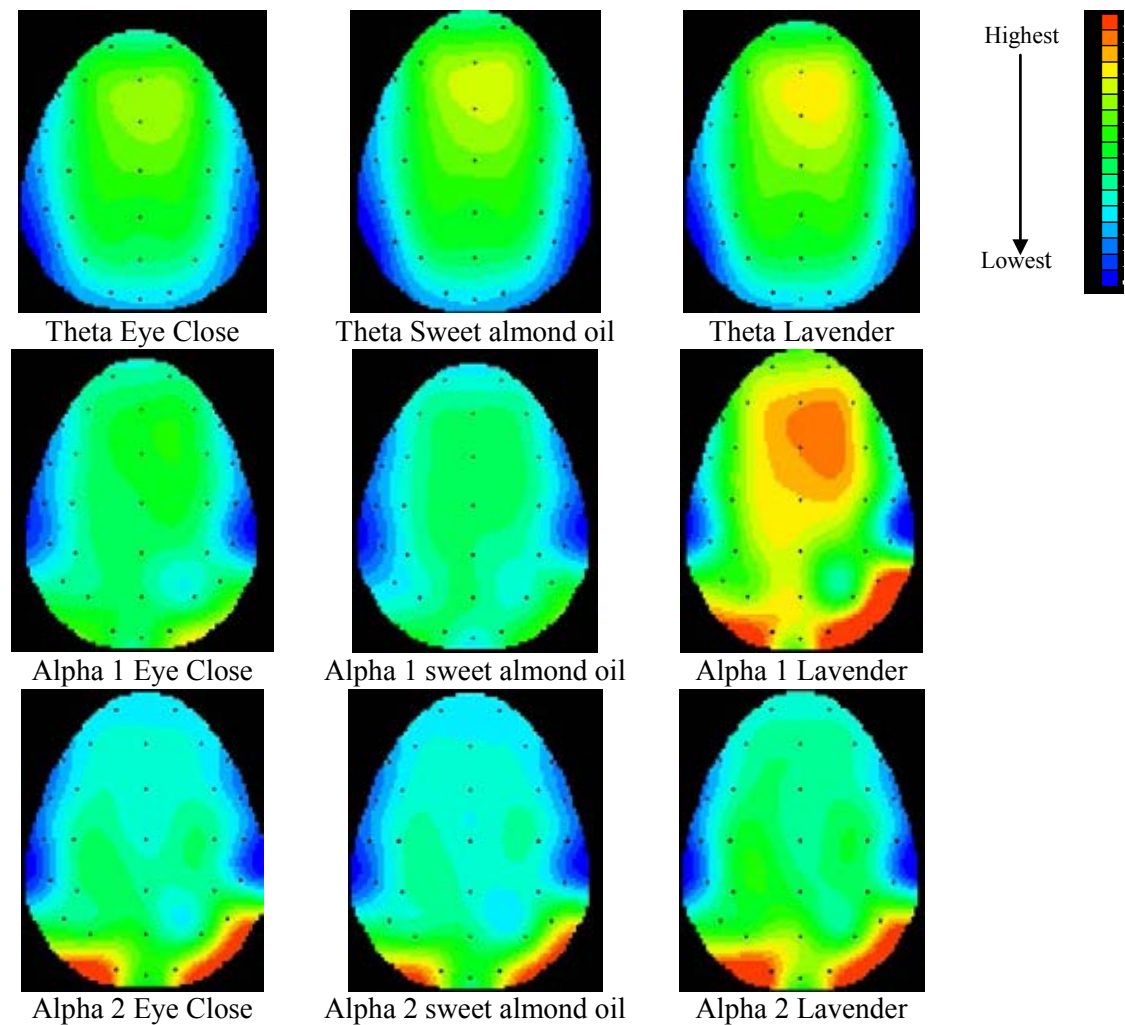 Highest
Lowest
Theta Eye Close
Theta Sweet almond oil
Theta Lavender
Alpha 1 Eye Close
Alpha 1 sweet almond oil
Alpha 1 Lavender
Alpha 2 Eye Close
Alpha 2 sweet almond oil
Alpha 2 Lavender